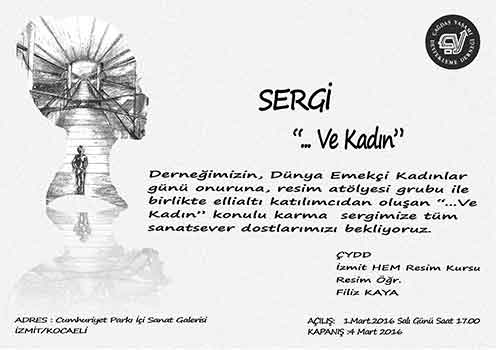 ÇAĞDAŞ YAŞAMI
DESTEKLEME DERNEĞİ
SERGİ
“... Ve Kadın”
Derneğimizin, Dünya Emekçi Kadınlar
günü onuruna, resim atölyesi grubu ile
birlikte ellialtı katılımcıdan oluşan “...Ve
Kadın” konulu karma sergimize tüm
sanatsever dostlarımızı bekliyoruz.
ÇYDD
İzmit HEM Resim Kursu
Resim Öğr.
Filiz KAYA
ADRES : Cumhuriyet Parkı İçi Sanat Galerisi
İZMİT/KOCAELİ
AÇILIŞ: 1.Mart.2016 Salı Günü Saat 17.00
KAPANIŞ :4 Mart 2016